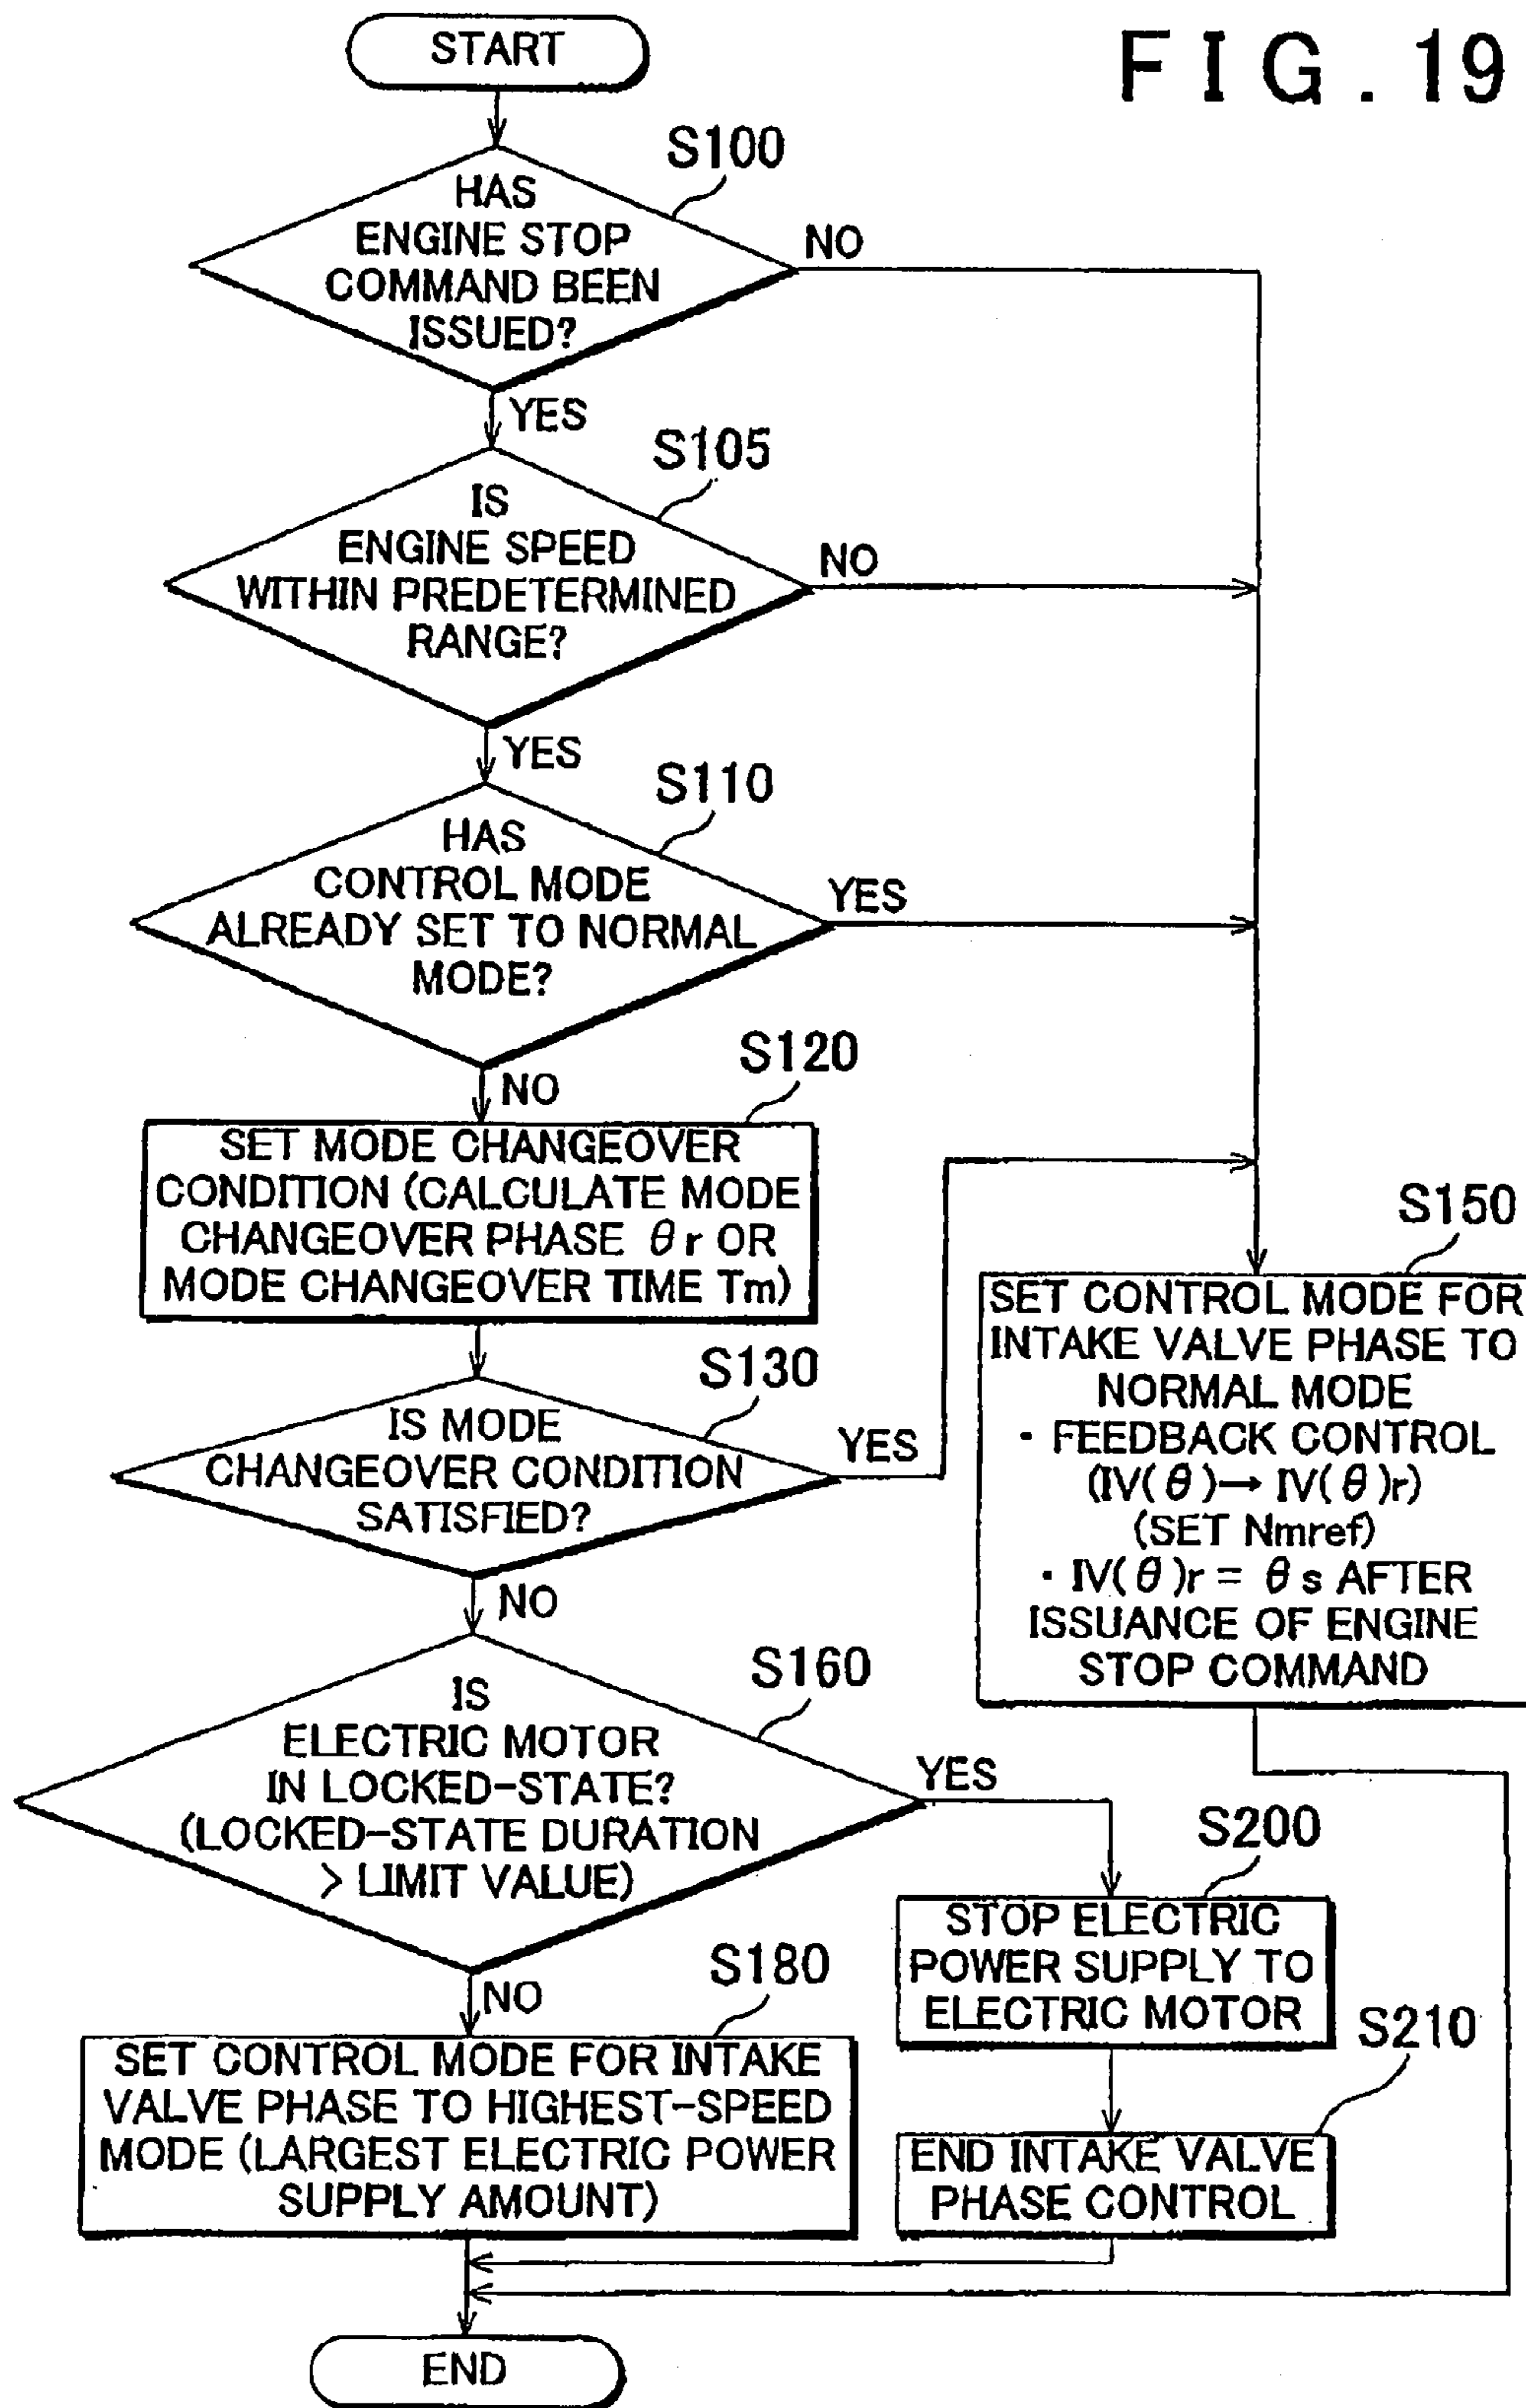 FIG. 19
START
S100
HAS
ENGINE STOP
COMMAND BEEN
ISSUED?
NO
YES
S105
IS
ENGINE SPEED
WITHIN PREDETERMINED
RANGE?
NO
YES
S110
HAS
CONTROL MODE
ALREADY SET TO NORMAL
MODE?
YES
NO
S120
SET MODE CHANGEOVER
CONDITION (CALCULATE MODE
CHANGEOVER PHASE θr OR
MODE CHANGEOVER TIME Tm)
S130
IS MODE
CHANGEOVER CONDITION
SATISFIED?
YES
NO
S150
SET CONTROL MODE FOR
INTAKE VALVE PHASE TO
NORMAL MODE
・FEEDBACK CONTROL
(IV(θ)→ IV(θ)r)
(SET Nmref)
・IV(θ)r = θs AFTER
ISSUANCE OF ENGINE
STOP COMMAND
S160
IS
ELECTRIC MOTOR
IN LOCKED-STATE?
(LOCKED-STATE DURATION
> LIMIT VALUE)
YES
NO
S200
STOP ELECTRIC
POWER SUPPLY TO
ELECTRIC MOTOR
S180
SET CONTROL MODE FOR INTAKE
VALVE PHASE TO HIGHEST-SPEED
MODE (LARGEST ELECTRIC POWER
SUPPLY AMOUNT)
S210
END INTAKE VALVE
PHASE CONTROL
END